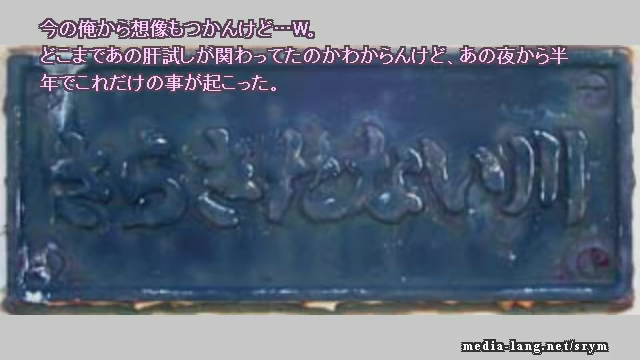 今の俺から想像もつかんけど…W。
どこまであの肝試しが関わってたのかわからんけど、あの夜から半
年でこれだけの事が起こった。
media-lang.net/srym